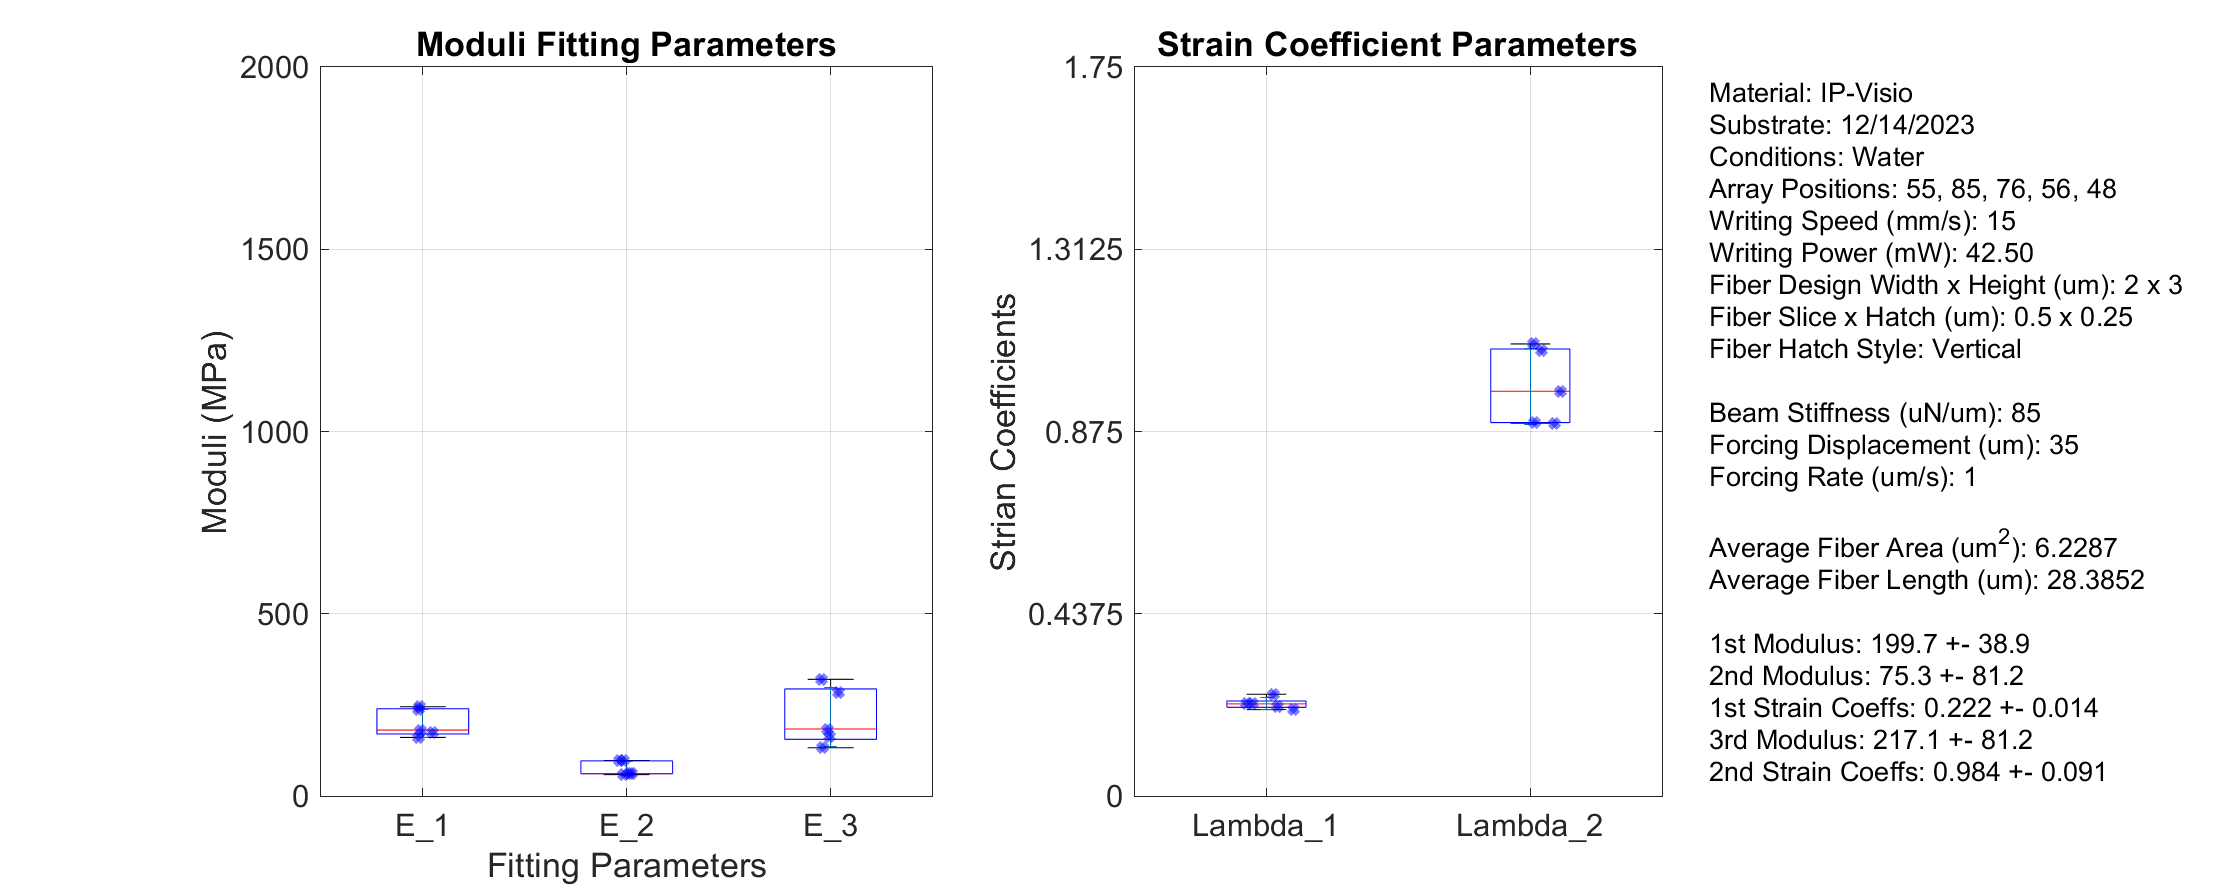 Moduli Fitting Parameters
2000
1500
1000
500
0
Moduli (MPa)
E_1
E_2
E_3
Fitting Parameters
Strain Coefficient Parameters
1.75
1.3125
0.875
0.4375
0
Strian Coefficients
Lambda_1
Lambda_2
Material: IP-Visio
Substrate: 12/14/2023
Conditions: Water
Array Positions: 55, 85, 76, 56, 48
Writing Speed (mm/s): 15
Writing Power (mW): 42.50
Fiber Design Width x Height (um): 2 x 3
Fiber Slice x Hatch (um): 0.5 x 0.25
Fiber Hatch Style: Vertical
Beam Stiffness (uN/um): 85
Forcing Displacement (um): 35
Forcing Rate (um/s): 1
Average Fiber Area (um²): 6.2287
Average Fiber Length (um): 28.3852
1st Modulus: 199.7 +- 38.9
2nd Modulus: 75.3 +- 81.2
1st Strain Coeffs: 0.222 +- 0.014
3rd Modulus: 217.1 +- 81.2
2nd Strain Coeffs: 0.984 +- 0.091